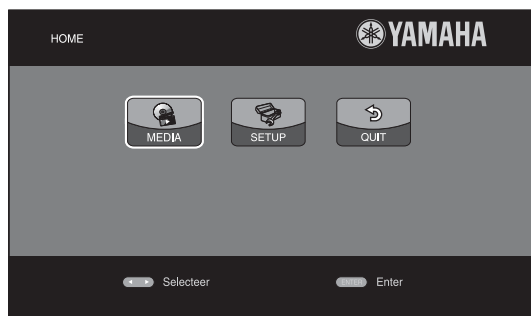 HOME
YAMAHA
MEDIA
SETUP
QUIT
Selecteer
ENTER Enter